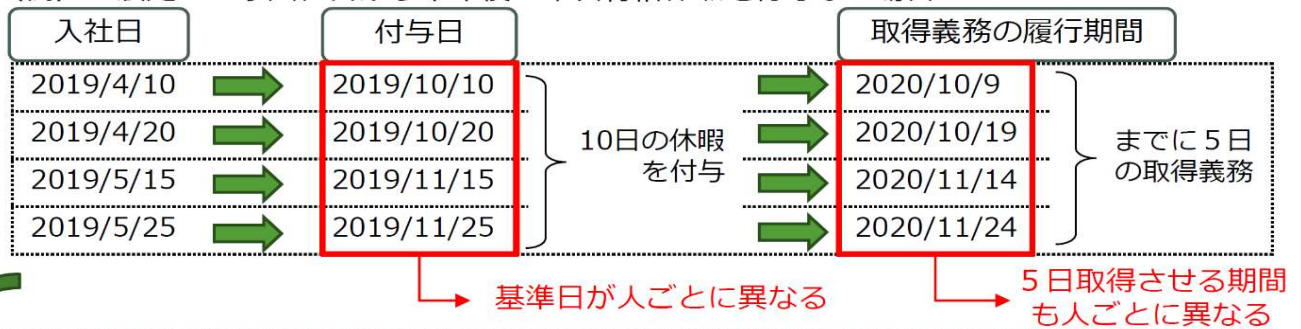 入社日 付与日 取得義務の履行期間
2019/4/10 2019/10/10 2020/10/9
2019/4/20 2019/10/20 2020/10/19
10日の休暇 までに５日
を付与 の取得義務
2019/5/15 2019/11/15 2020/11/14
2019/5/25 2019/11/25 2020/11/24
基準日が人ごとに異なる
５日取得させる期間
も人ごとに異なる